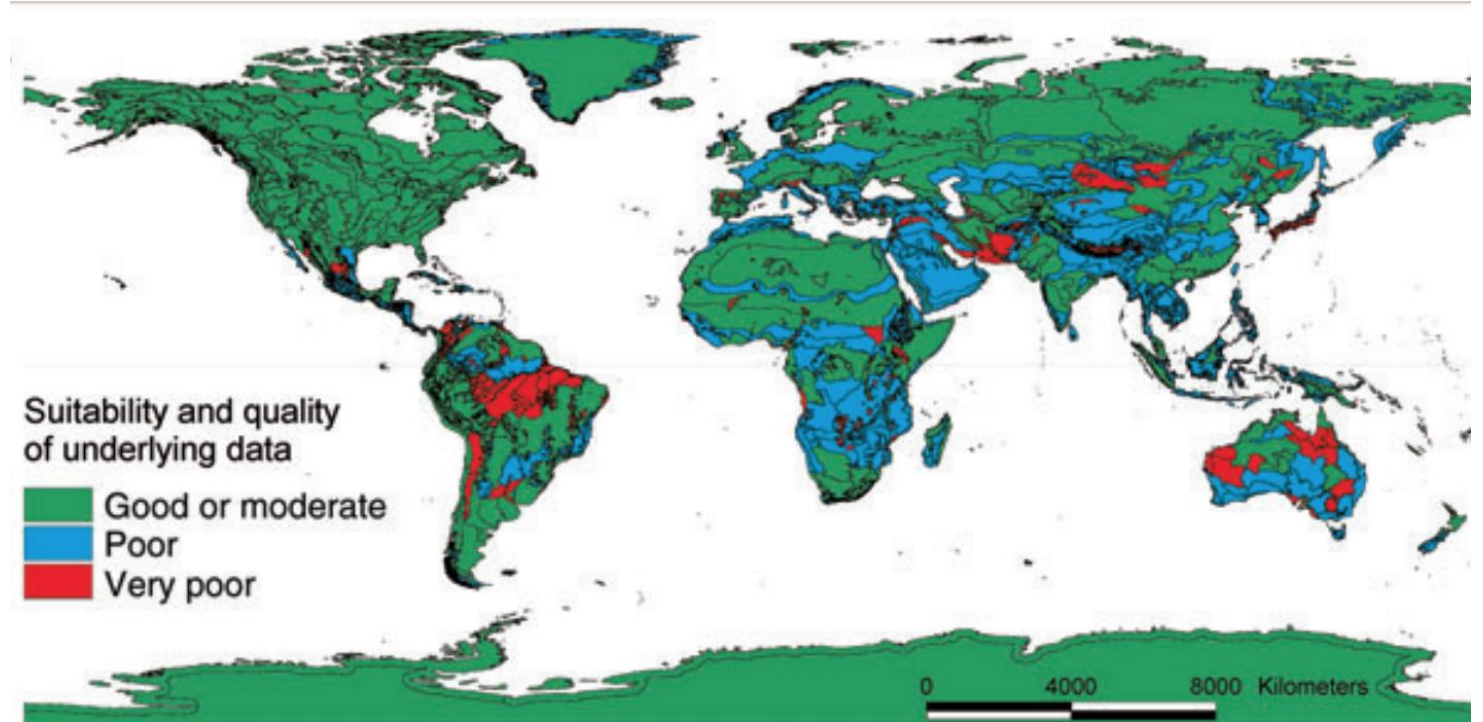 Suitability and quality
of underlying data
Good or moderate
Poor
Very poor
0 4000 8000 Kilometers